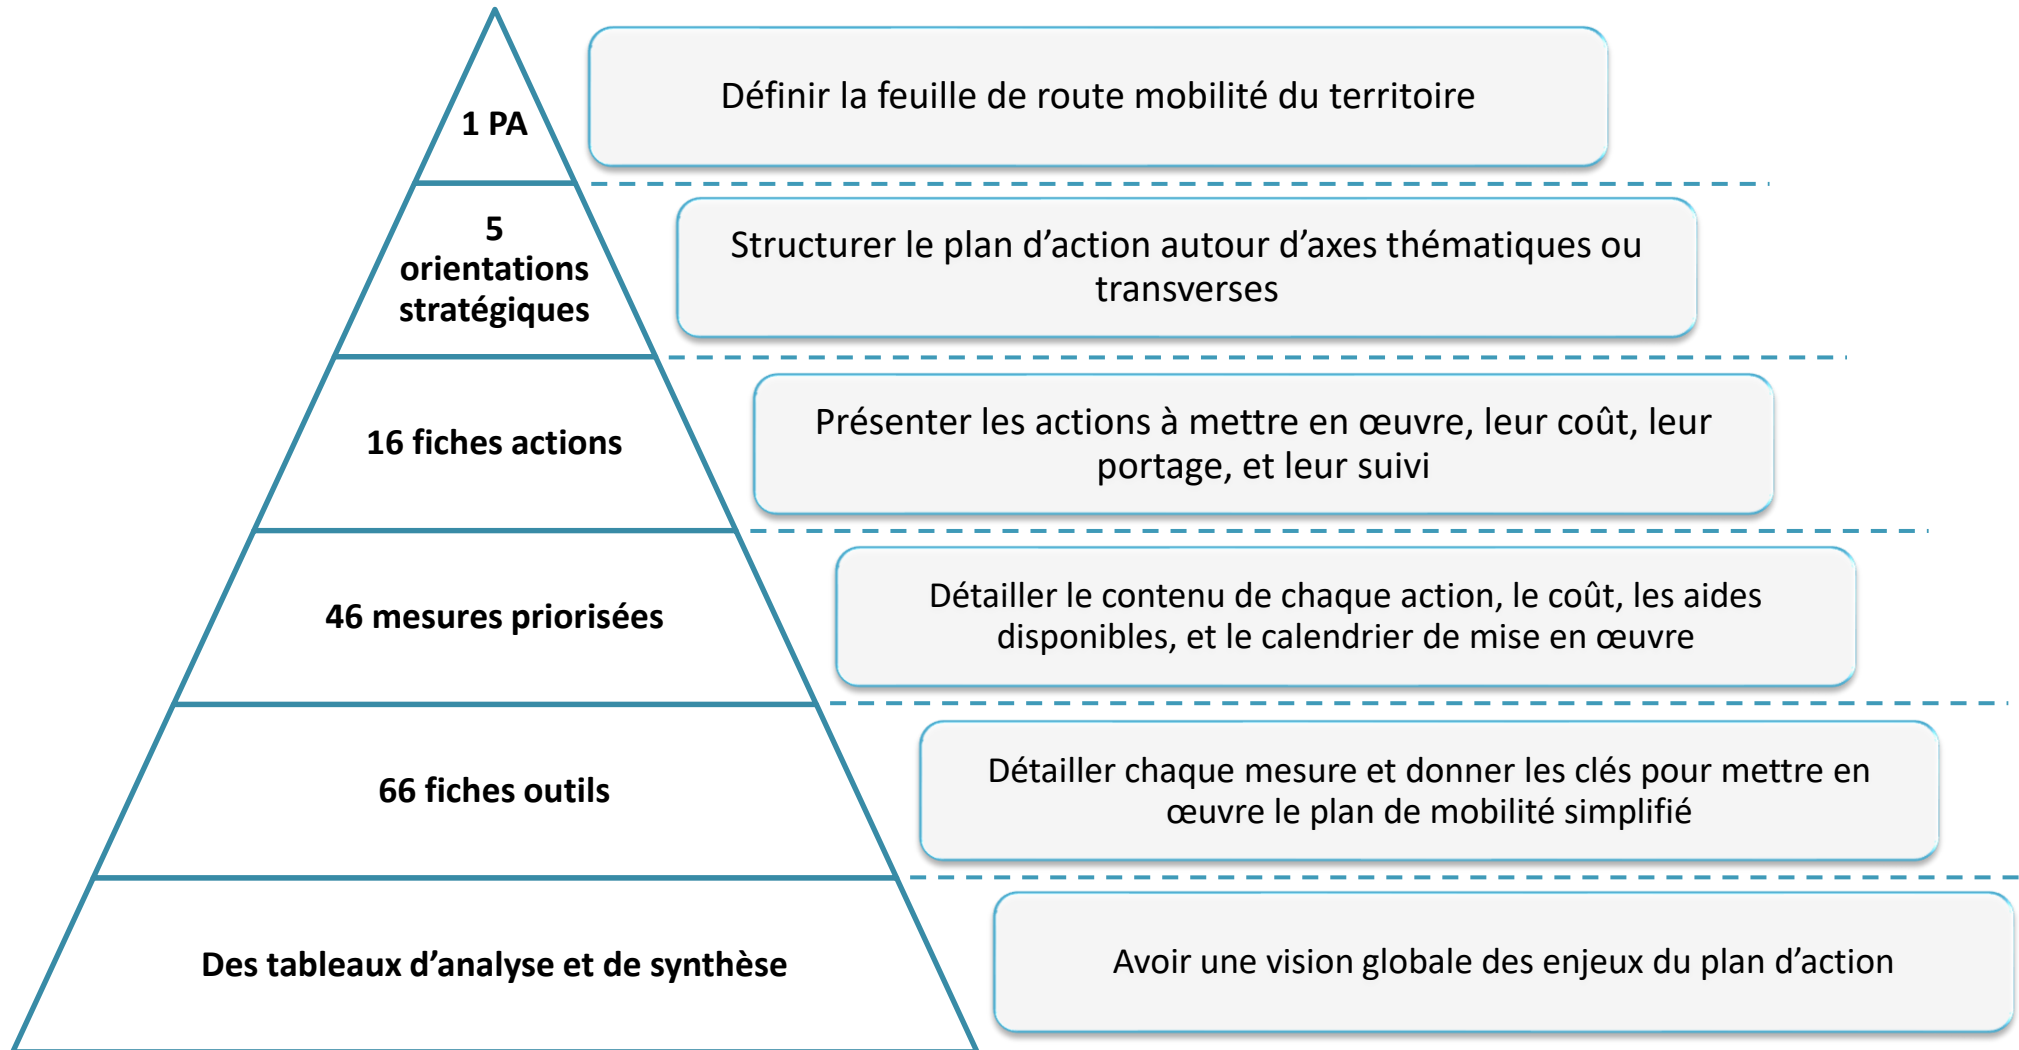 1 PA
Définir la feuille de route mobilité du territoire
5
orientations
stratégiques
Structurer le plan d’action autour d’axes thématiques ou
transverses
16 fiches actions
Présenter les actions à mettre en œuvre, leur coût, leur
portage, et leur suivi
46 mesures priorisées
Détailler le contenu de chaque action, le coût, les aides
disponibles, et le calendrier de mise en œuvre
66 fiches outils
Détailler chaque mesure et donner les clés pour mettre en
œuvre le plan de mobilité simplifié
Des tableaux d’analyse et de synthèse
Avoir une vision globale des enjeux du plan d’action